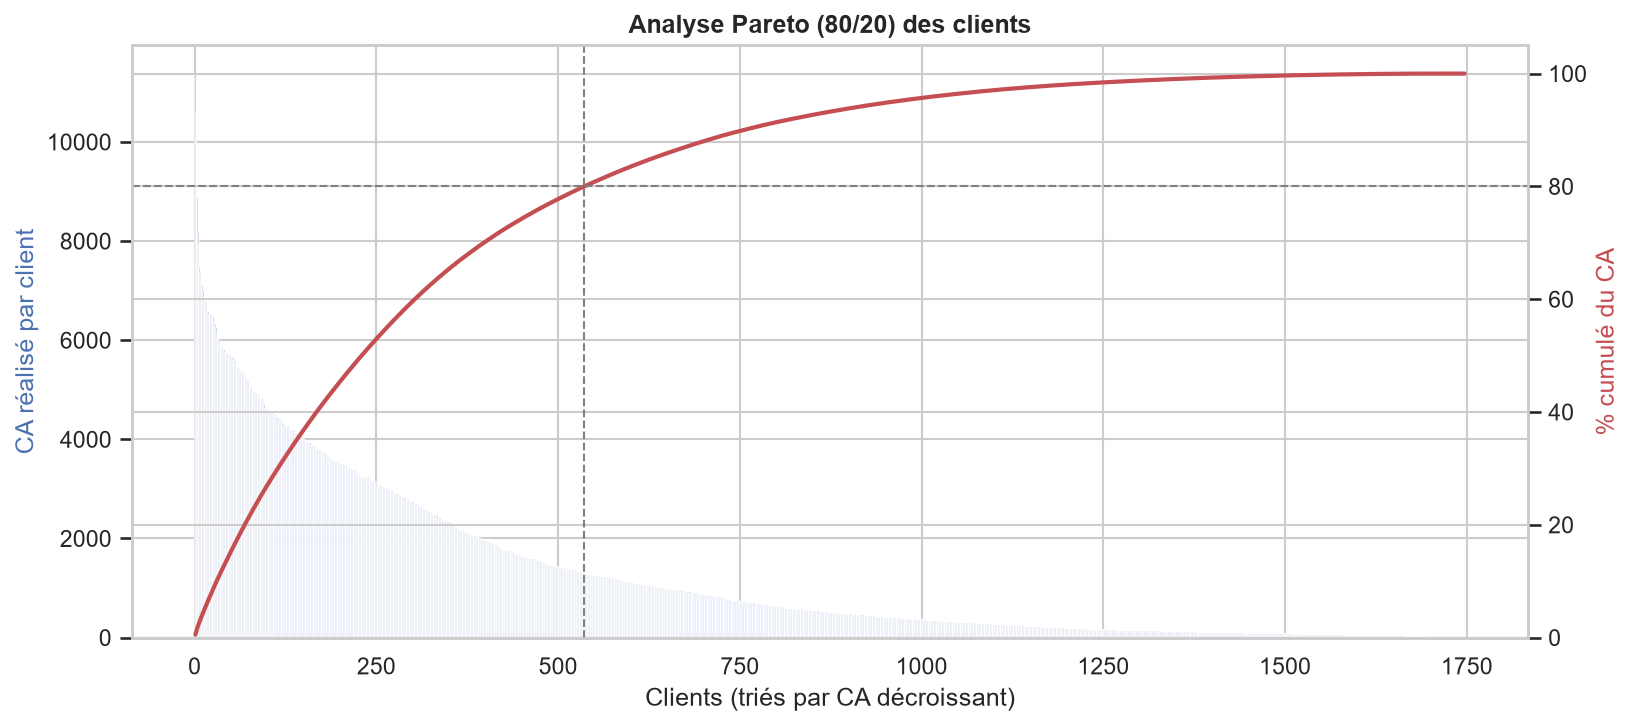 Analyse Pareto (80/20) des clients
CA réalisé par client
10000
8000
6000
4000
2000
0
100
80
60
40
20
0
% cumulé du CA
0 250 500 750 1000 1250 1500 1750
Clients (triés par CA décroissant)